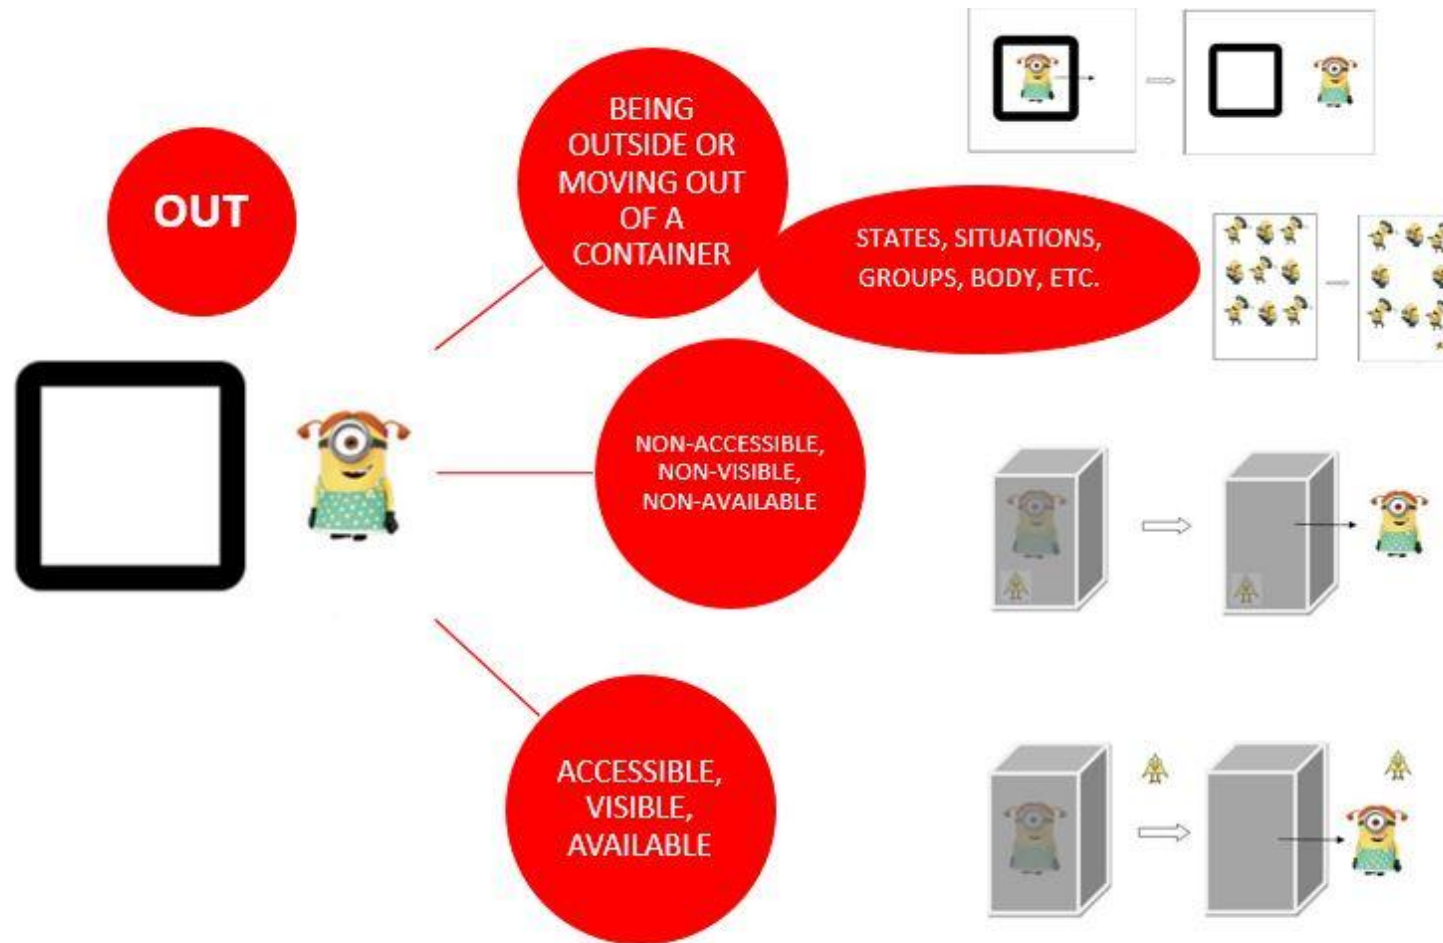 OUT
BEING
OUTSIDE OR
MOVING OUT
OF A
CONTAINER
STATES, SITUATIONS,
GROUPS, BODY, ETC.
NON-ACCESSIBLE,
NON-VISIBLE,
NON-AVAILABLE
ACCESSIBLE,
VISIBLE,
AVAILABLE